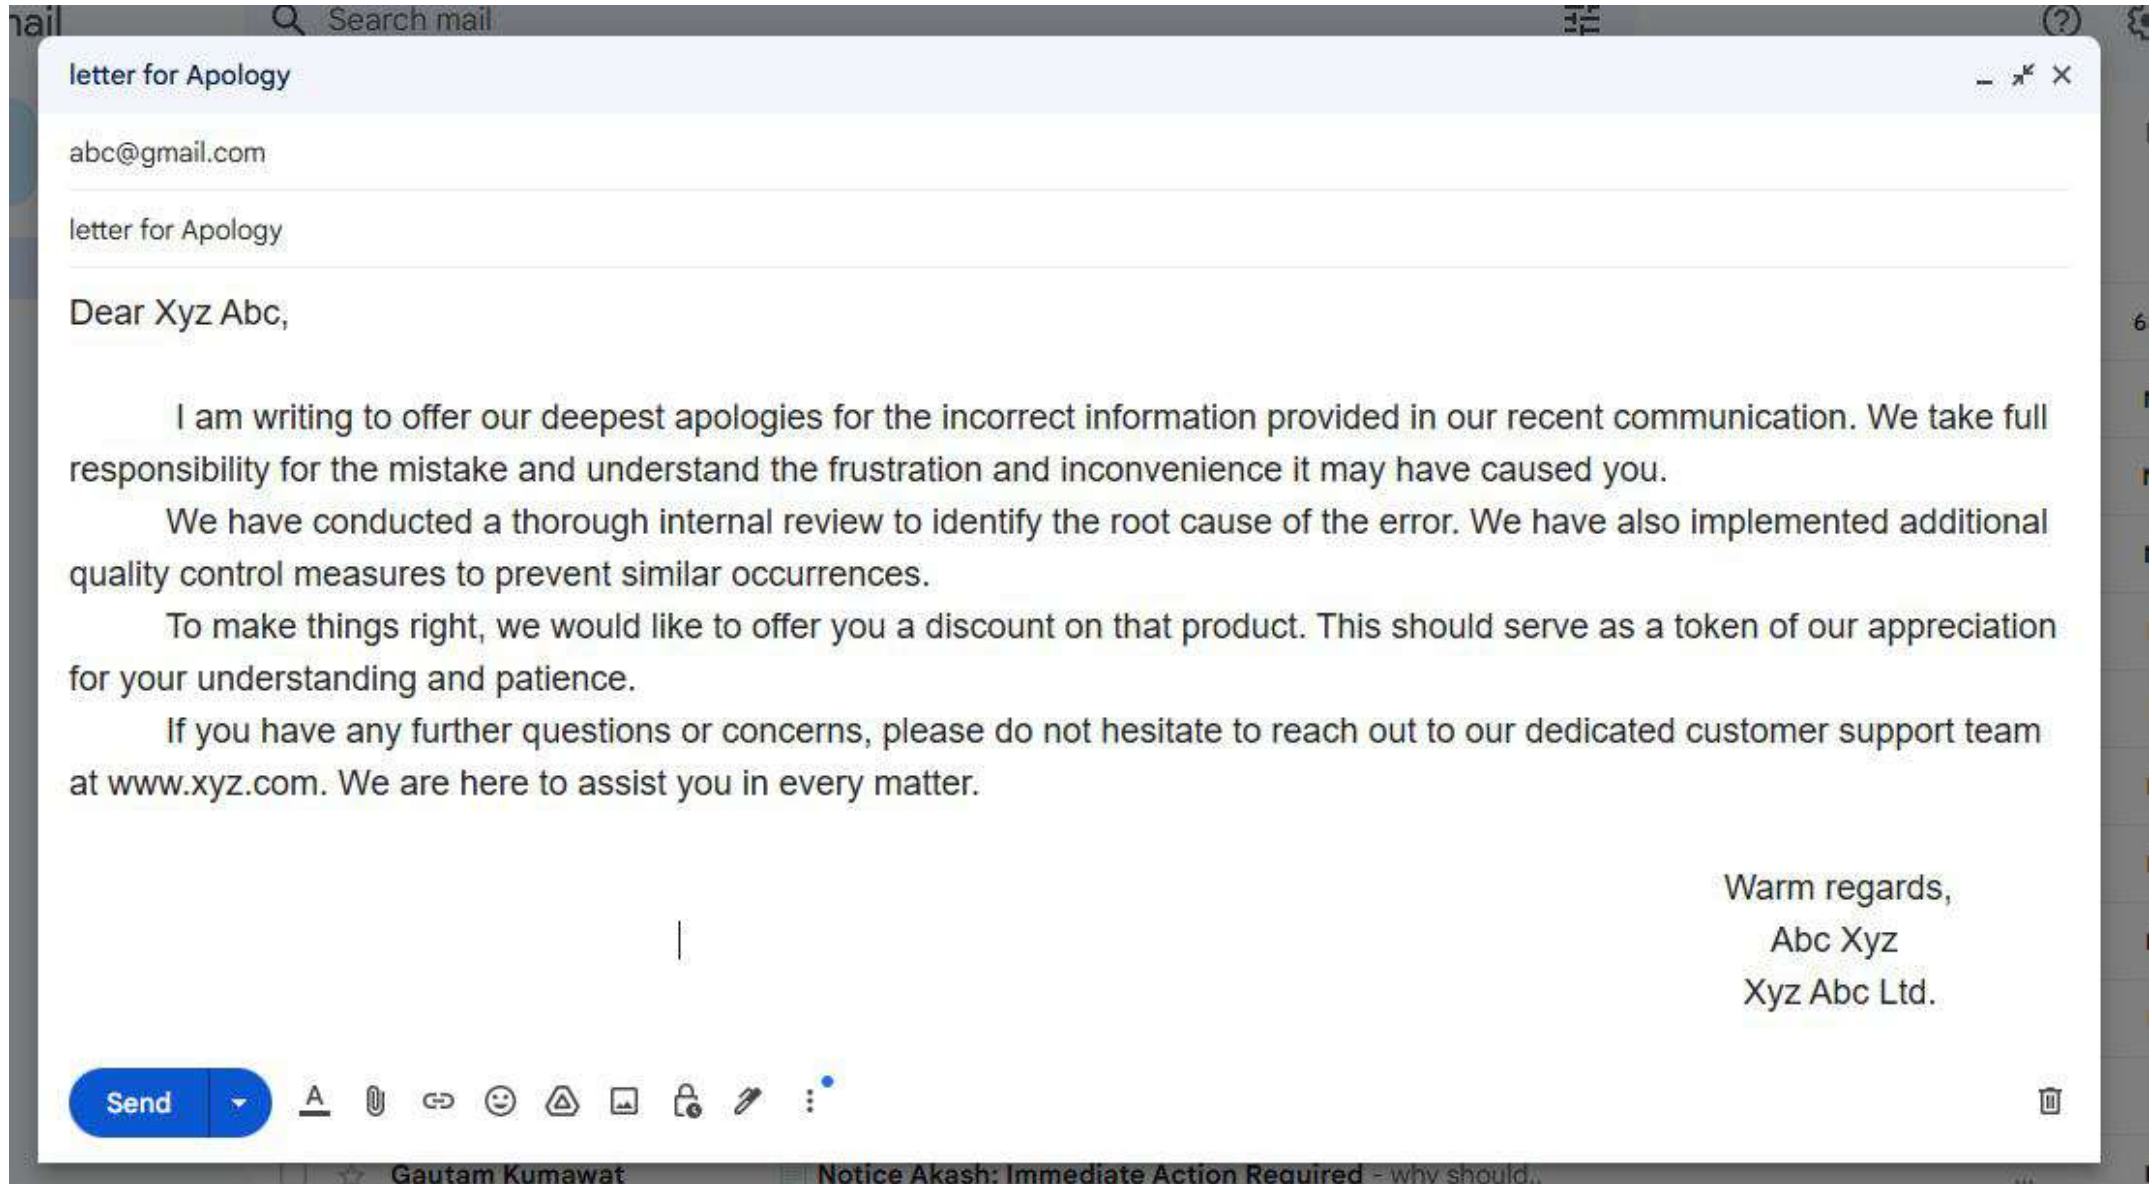 Search mail
letter for Apology
abc@gmail.com
letter for Apology
Dear Xyz Abc,
I am writing to offer our deepest apologies for the incorrect information provided in our recent communication. We take full
responsibility for the mistake and understand the frustration and inconvenience it may have caused you.
We have conducted a thorough internal review to identify the root cause of the error. We have also implemented additional
quality control measures to prevent similar occurrences.
To make things right, we would like to offer you a discount on that product. This should serve as a token of our appreciation
for your understanding and patience.
If you have any further questions or concerns, please do not hesitate to reach out to our dedicated customer support team
at www.xyz.com. We are here to assist you in every matter.
Warm regards,
Abc Xyz
Xyz Abc Ltd.
Send
Gautam Kumawat Notice Akash: Immediate Action Required - why should..